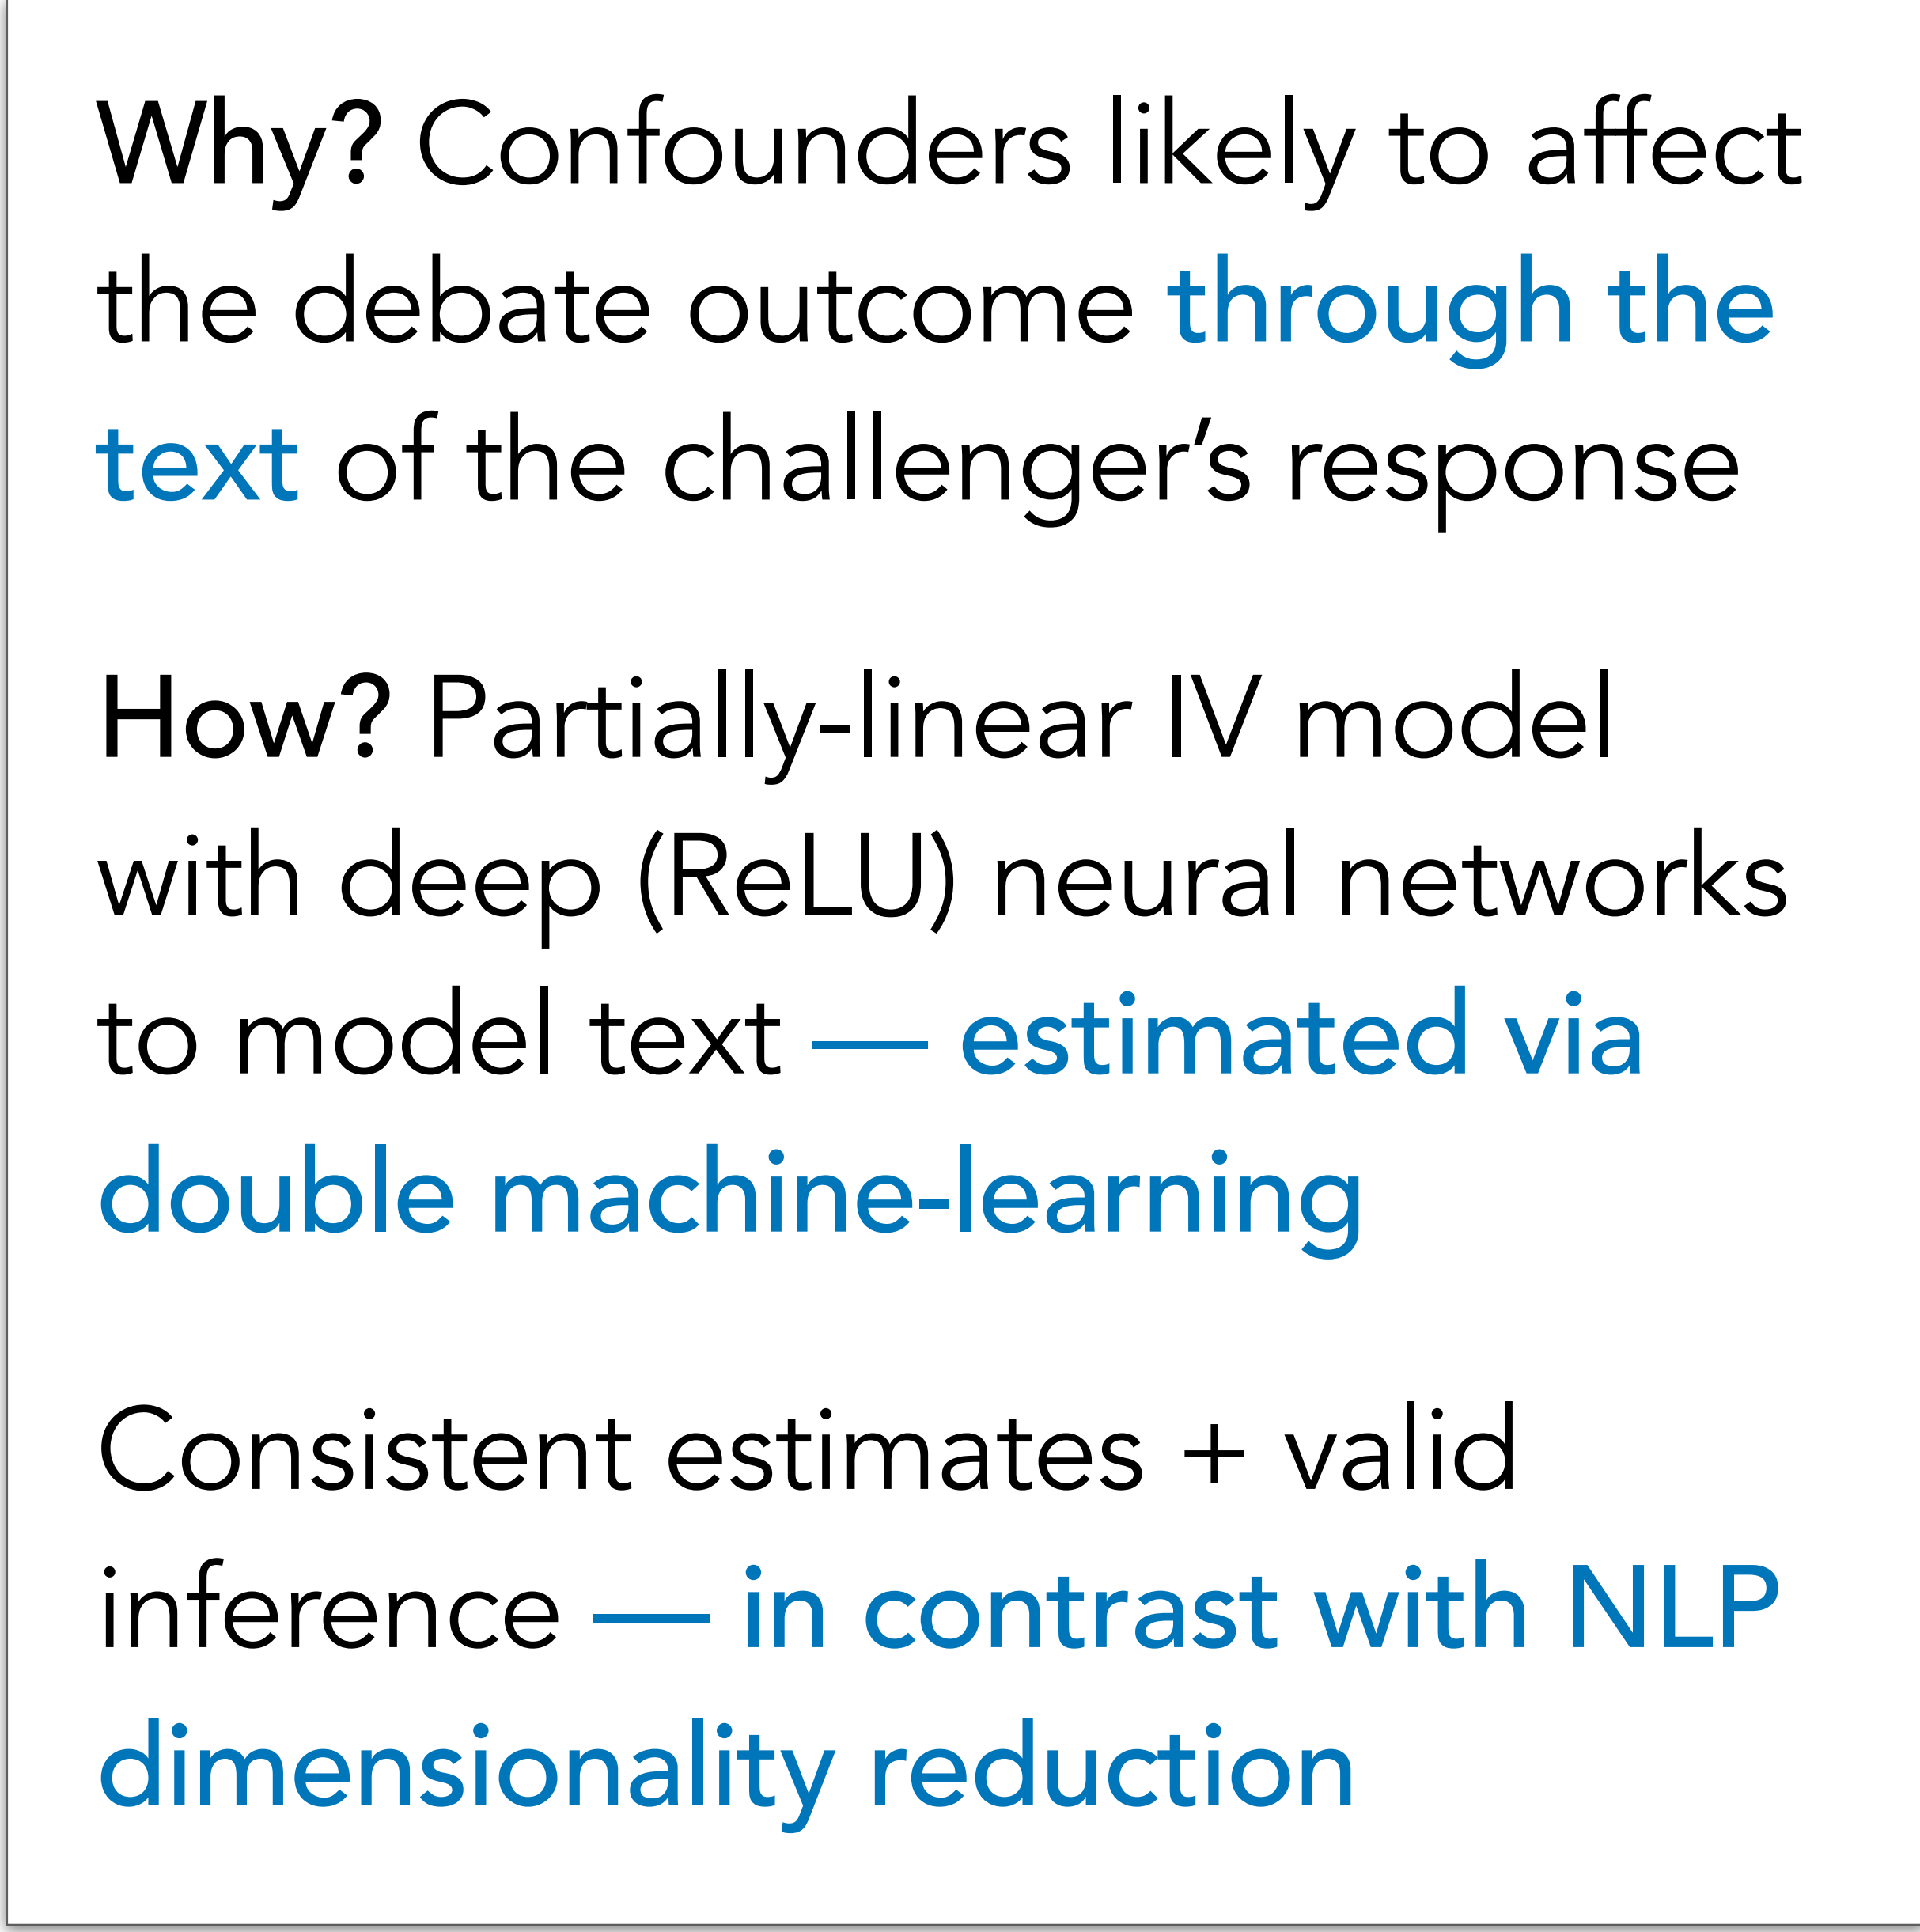 Why? Confounders likely to affect
the debate outcome through the
text of the challenger’s response
How? Partially-linear IV model
with deep (ReLU) neural networks
to model text — estimated via
double machine-learning
Consistent estimates + valid
inference — in contrast with NLP
dimensionality reduction